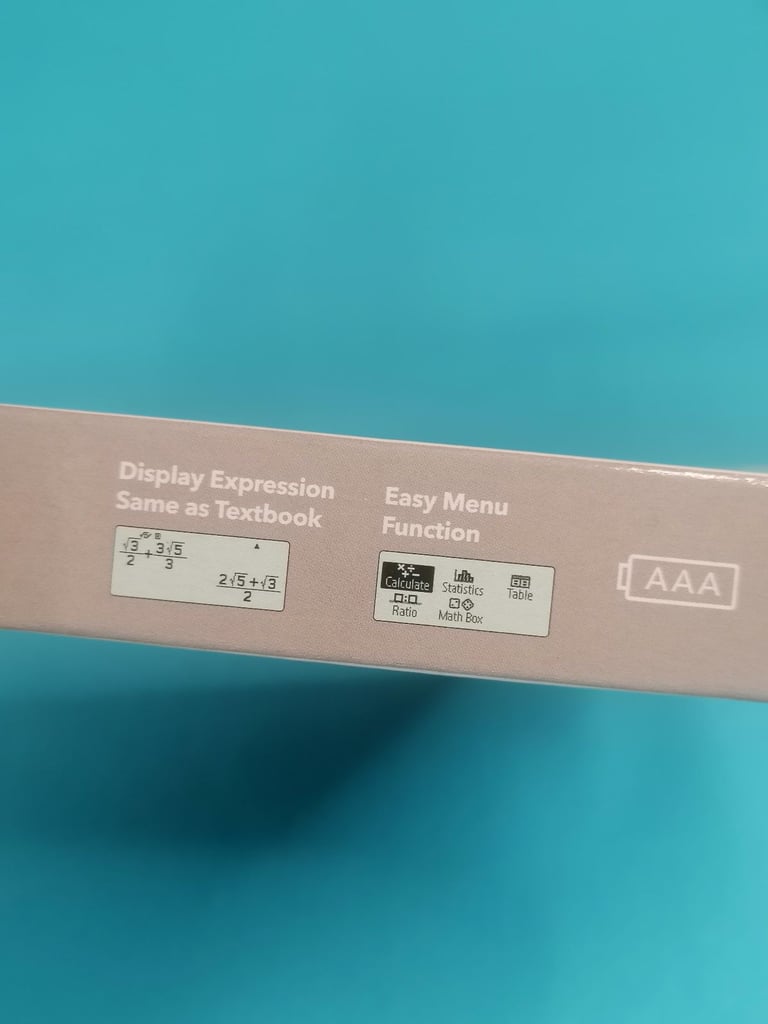 Display Expression
Same as Textbook
√3/2 + 3√5/3
(2√5+√3)/2
Easy Menu
Function
Calculate Statistics Table
Ratio Math Box
AAA